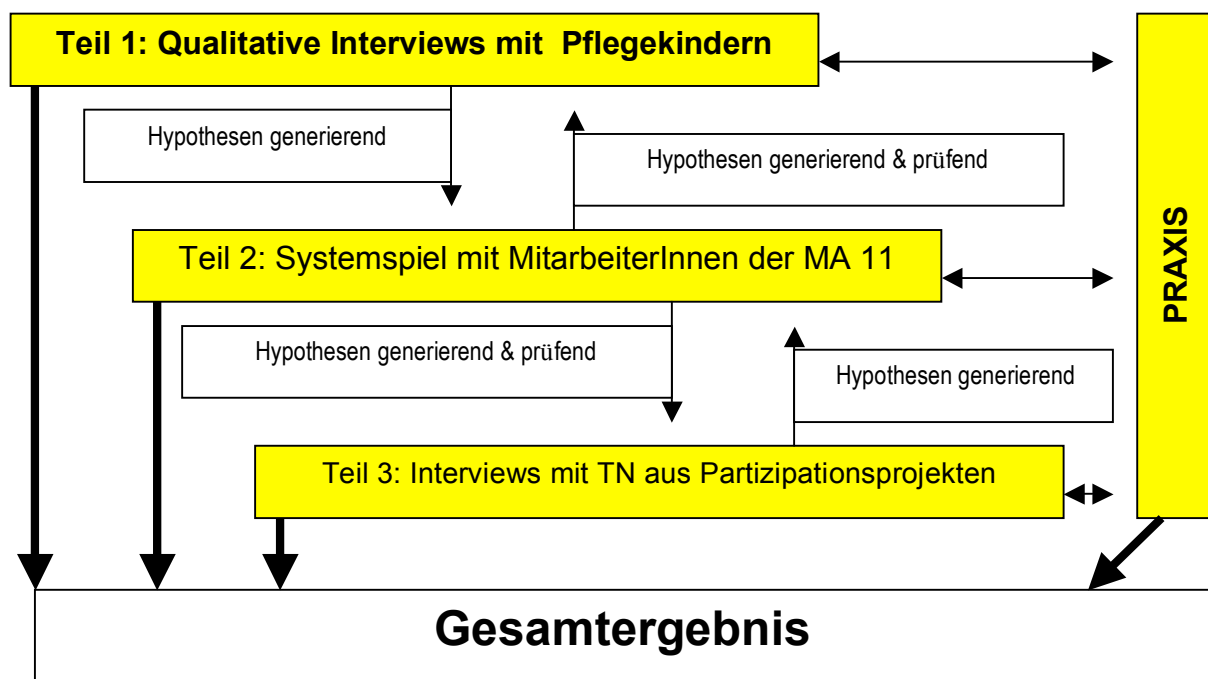 Teil 1: Qualitative Interviews mit Pflegekindern
Hypothesen generierend
Hypothesen generierend & prüfend
Teil 2: Systemspiel mit MitarbeiterInnen der MA 11
Hypothesen generierend & prüfend
Hypothesen generierend
Teil 3: Interviews mit TN aus Partizipationsprojekten
PRAXIS
Gesamtergebnis